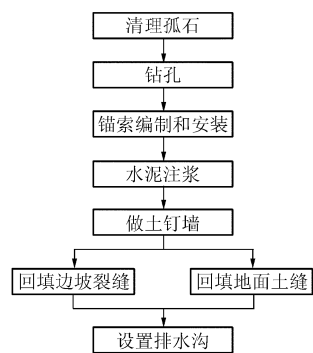 清理孤石
钻孔
锚索编制和安装
水泥注浆
做土钉墙
回填边坡裂缝
回填地面土缝
设置排水沟